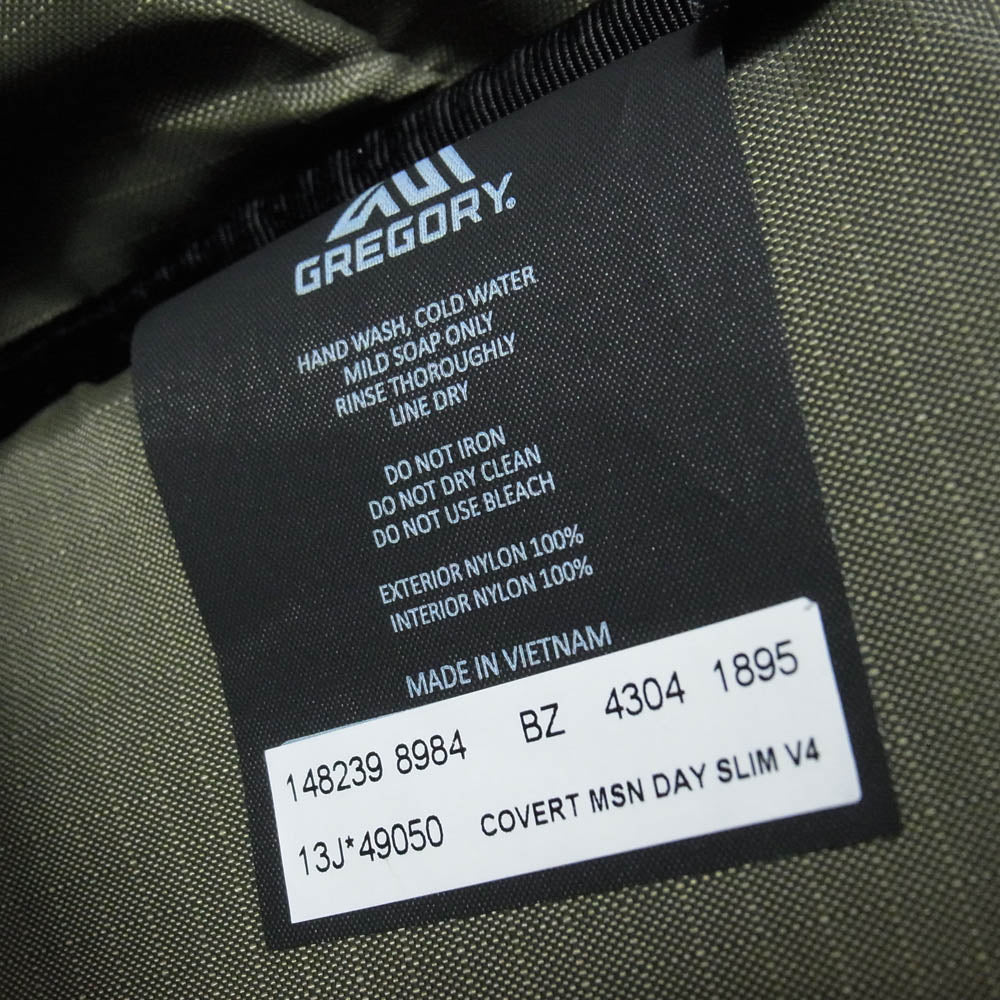 GREGORY.
HAND WASH, COLD WATER
MILD SOAP ONLY
RINSE THOROUGHLY
LINE DRY
DO NOT IRON
DO NOT DRY CLEAN
DO NOT USE BLEACH
EXTERIOR NYLON 100%
INTERIOR NYLON 100%
MADE IN VIETNAM
148239 8984 BZ 4304 1895
13J*49050 COVERT MSN DAY SLIM V4